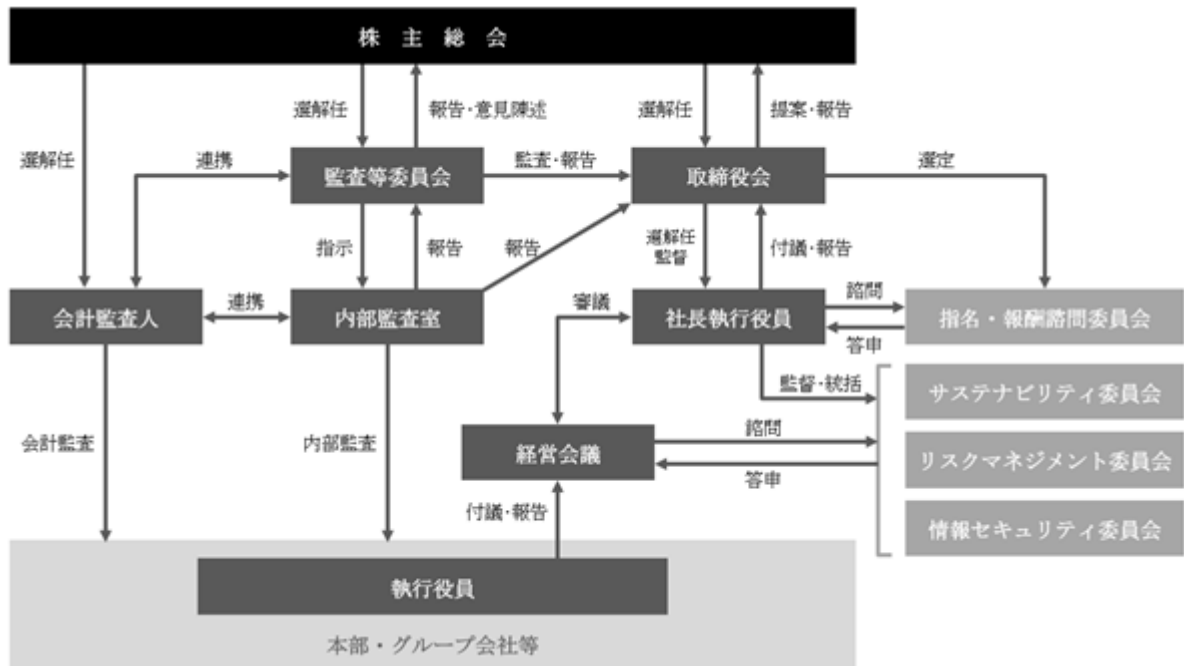 株主総会
選解任
選解任
報告・意見陳述
選解任
提案・報告
連携
監査等委員会
監査・報告
取締役会
選定
指示
報告
報告
選解任
監督
付議・報告
会計監査人
連携
内部監査室
審議
社長執行役員
諮問
答申
指名・報酬諮問委員会
監督・統括
サステナビリティ委員会
会計監査
内部監査
経営会議
諮問
答申
リスクマネジメント委員会
付議・報告
情報セキュリティ委員会
執行役員
本部・グループ会社等